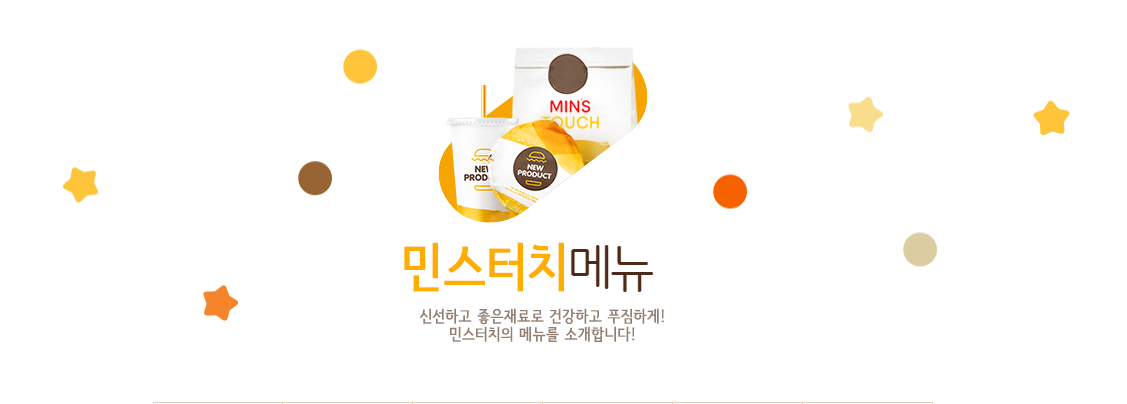 MIN'S
TOUCH
NEW
PRODUCT
NEW
PRODUCT
민스터치메뉴
신선하고 좋은재료로 건강하고 푸짐하게!
민스터치의 메뉴를 소개합니다!